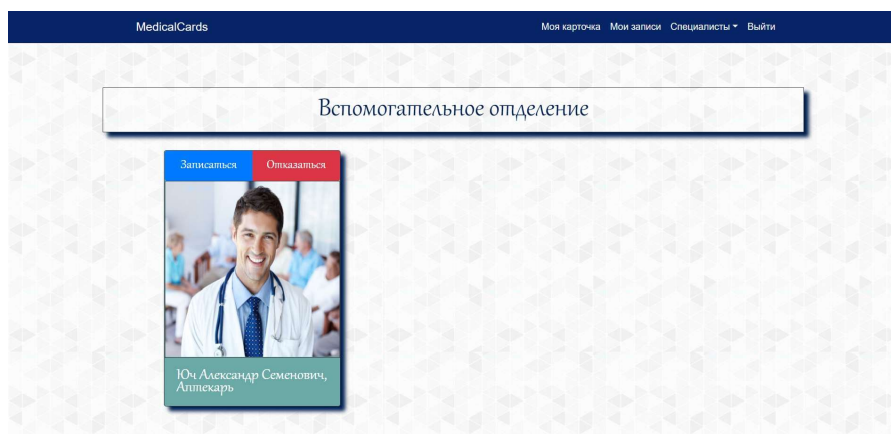 MedicalCards Моя карточка Мои записи Специалисты Выйти
Вспомогательное отделение
Записаться Отказаться
Юч Александр Семенович,
Аптекарь